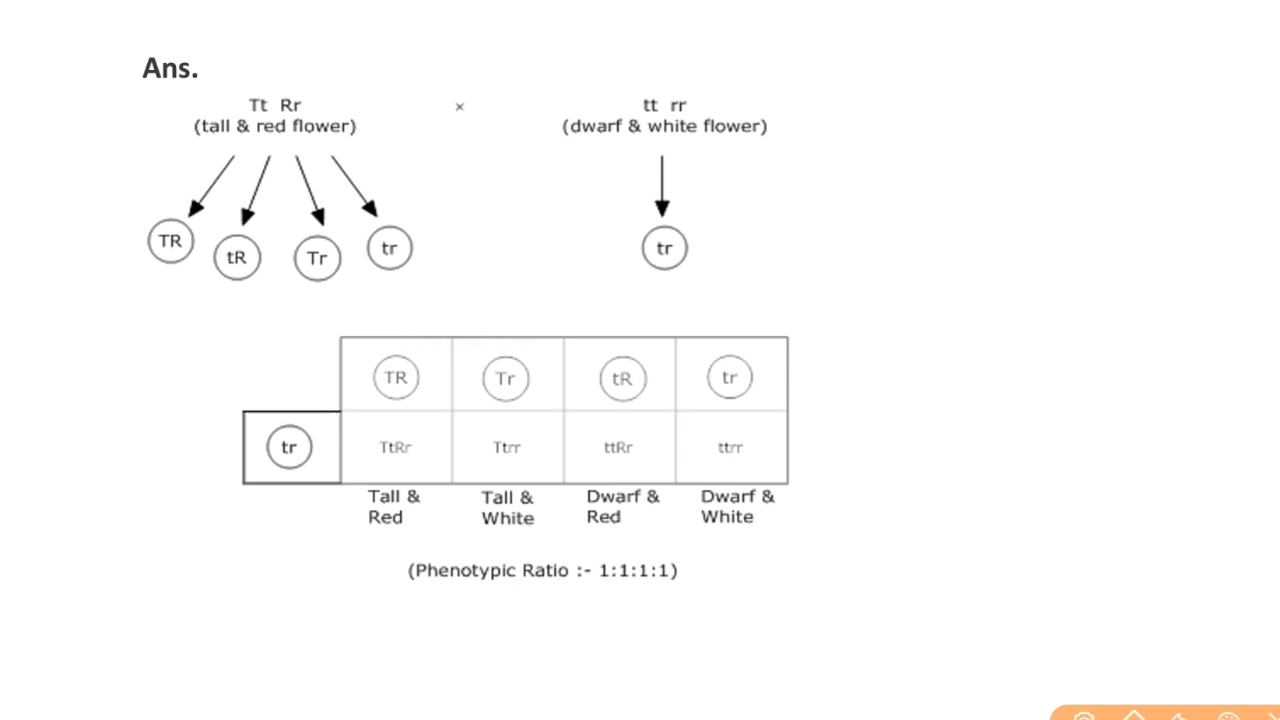 Ans.
Tt Rr × tt rr
(tall & red flower) (dwarf & white flower)
TR tR Tr tr tr
TR Tr tR tr
tr TtRr Ttrr ttRr ttrr
Tall & Tall & Dwarf & Dwarf &
Red White Red White
(Phenotypic Ratio :- 1:1:1:1)